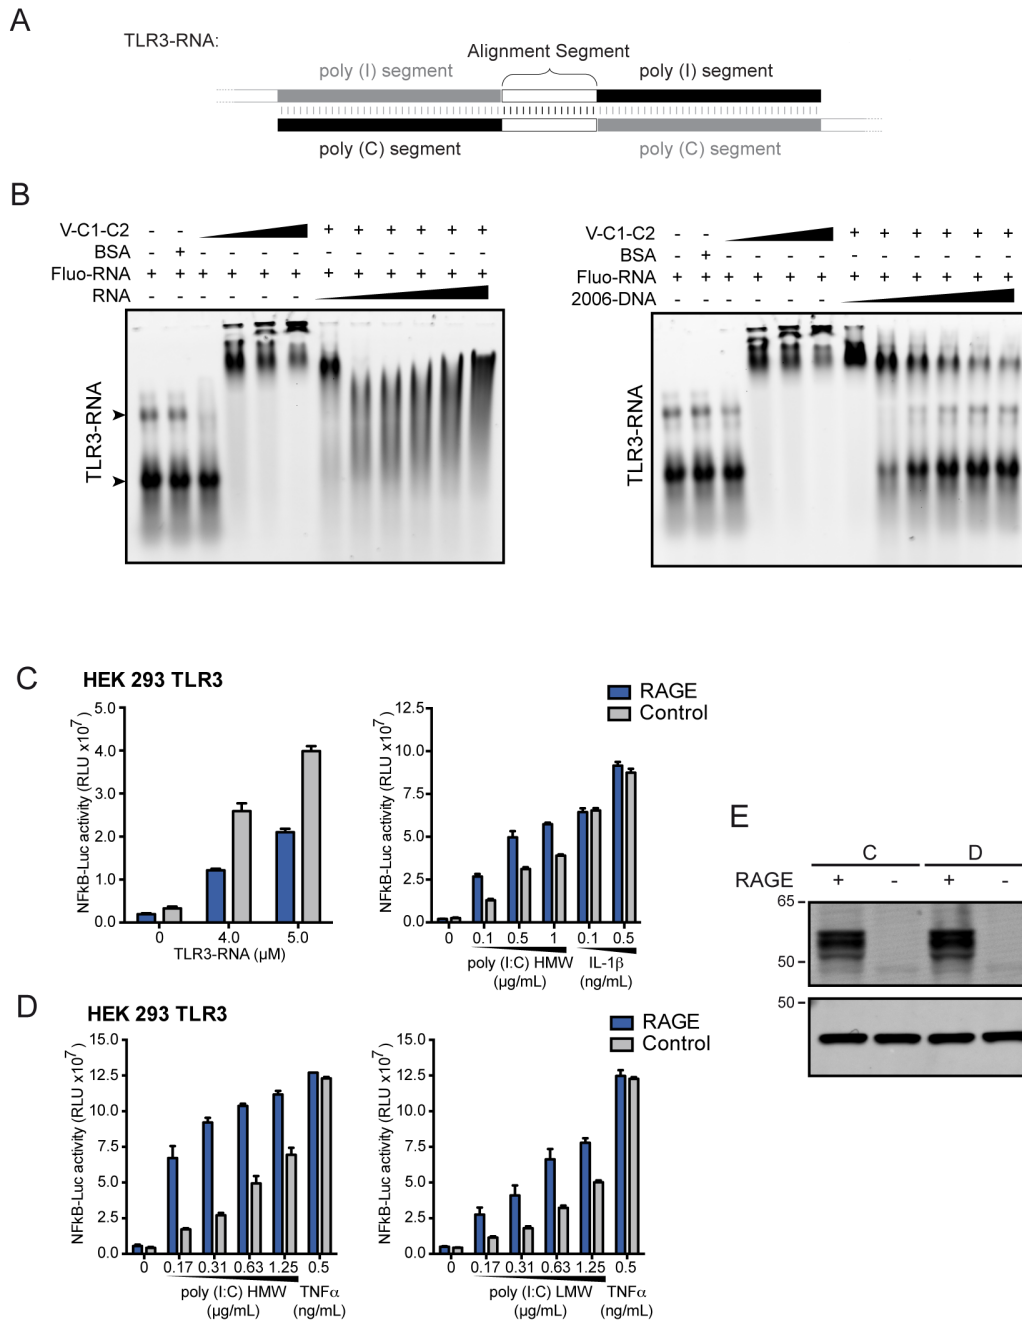 A
TLR3-RNA:
Alignment Segment
poly (I) segment
poly (I) segment
poly (C) segment
poly (C) segment
B
V-C1-C2 - - + + + + + +
BSA - + - - - - - - - - - -
Fluo-RNA + + + + + + + + + + + +
RNA - - - - - -
TLR3-RNA
V-C1-C2 - - + + + + + +
BSA - + - - - - - - - - - -
Fluo-RNA + + + + + + + + + + + +
2006-DNA - - - - - -
TLR3-RNA
C
HEK 293 TLR3
NFkB-Luc activity (RLU x10⁷)
5.0
4.0
3.0
2.0
1.0
0.0
0 4.0 5.0
TLR3-RNA (µM)
NFkB-Luc activity (RLU x10⁷)
12.5
10.0
7.5
5.0
2.5
0.0
0 0.1 0.5 1 0.1 0.5
poly (I:C) HMW IL-1β
(µg/mL) (ng/mL)
RAGE
Control
E
C D
RAGE + - + -
65
50
50
D
HEK 293 TLR3
NFkB-Luc activity (RLU x10⁷)
15.0
12.5
10.0
7.5
5.0
2.5
0.0
0 0.17 0.31 0.63 1.25 0.5
poly (I:C) HMW TNFα
(µg/mL) (ng/mL)
NFkB-Luc activity (RLU x10⁷)
15.0
12.5
10.0
7.5
5.0
2.5
0.0
0 0.17 0.31 0.63 1.25 0.5
poly (I:C) LMW TNFα
(µg/mL) (ng/mL)
RAGE
Control